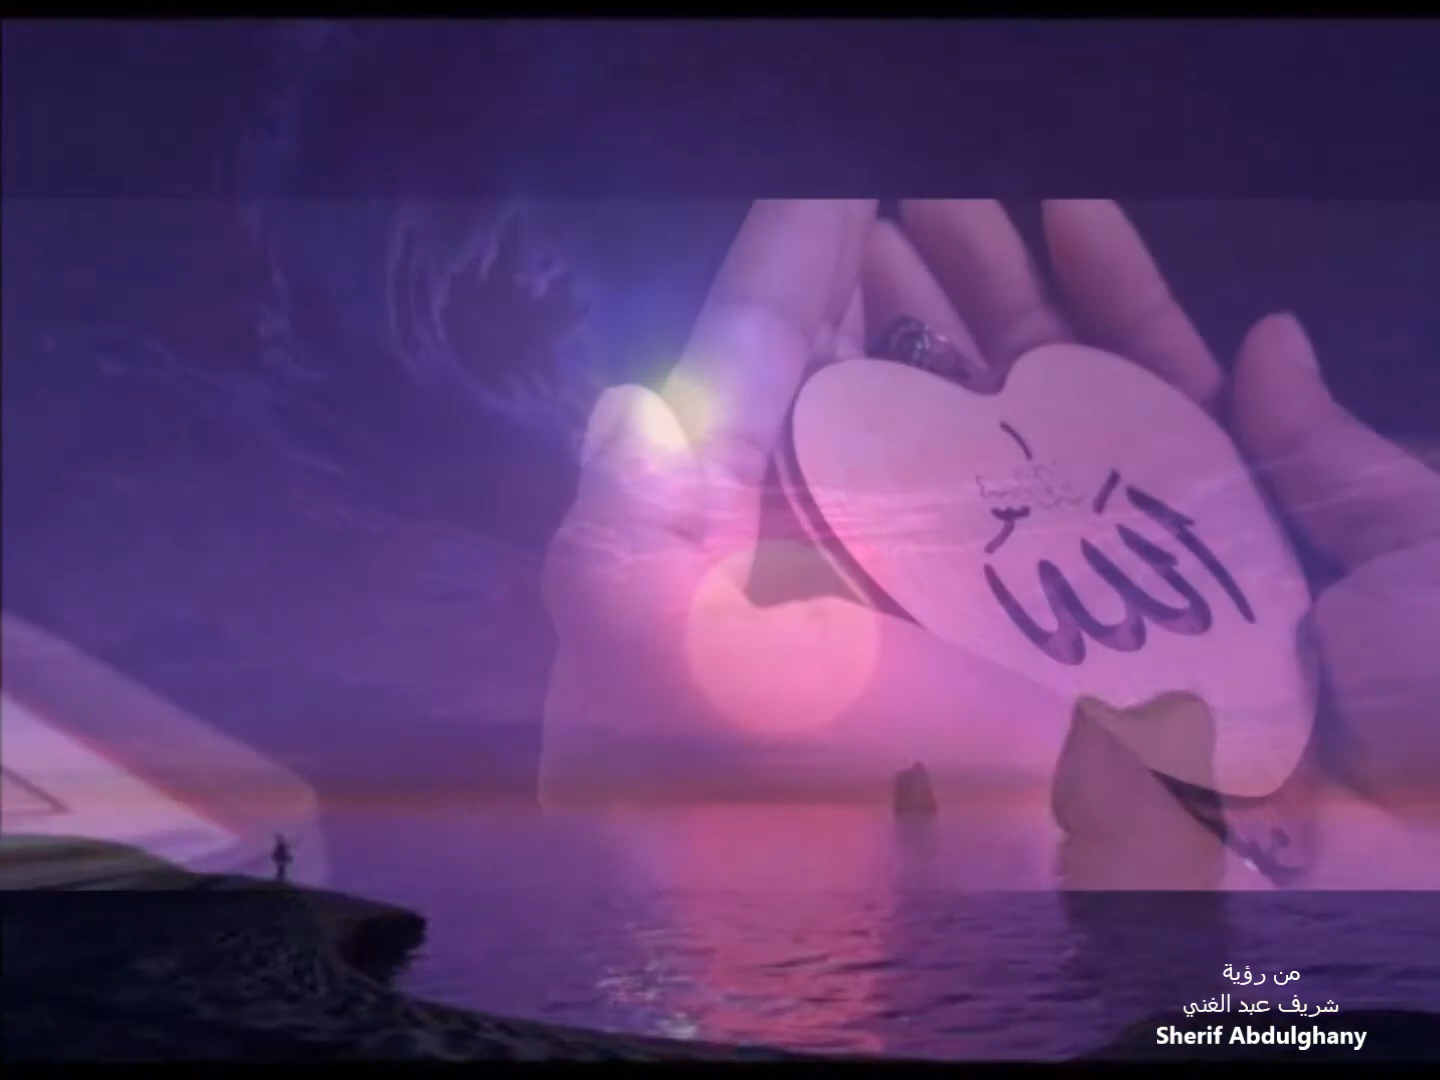 الله
من رؤية
شريف عبد الغني
Sherif Abdulghany